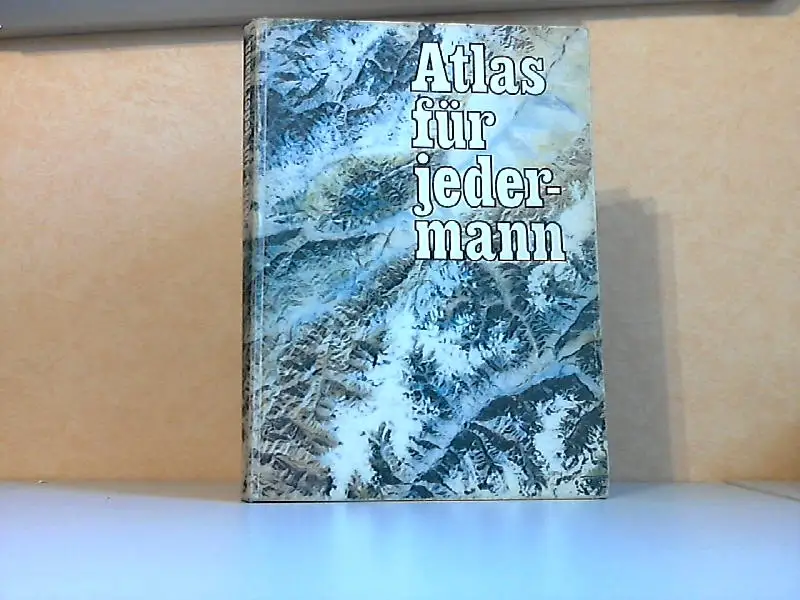 Atlas
für
jeder-
mann